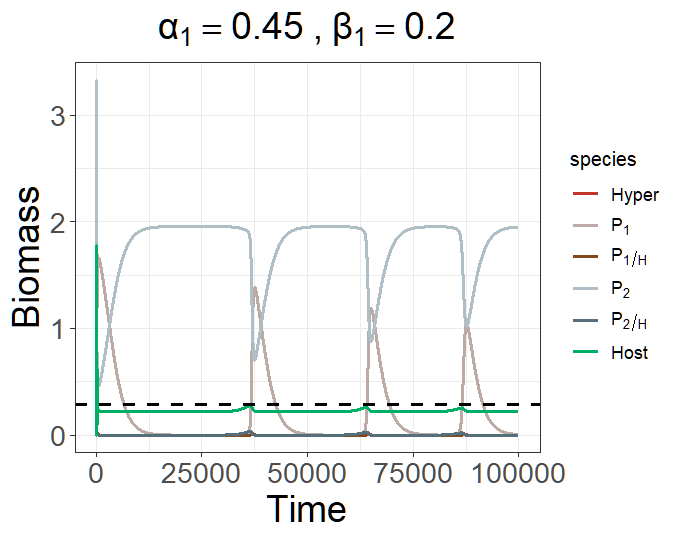 α₁ = 0.45 , β₁ = 0.2
Biomass
3
2
1
0
0 25000 50000 75000 100000
Time
species
Hyper
P₁
P₁/H
P₂
P₂/H
Host